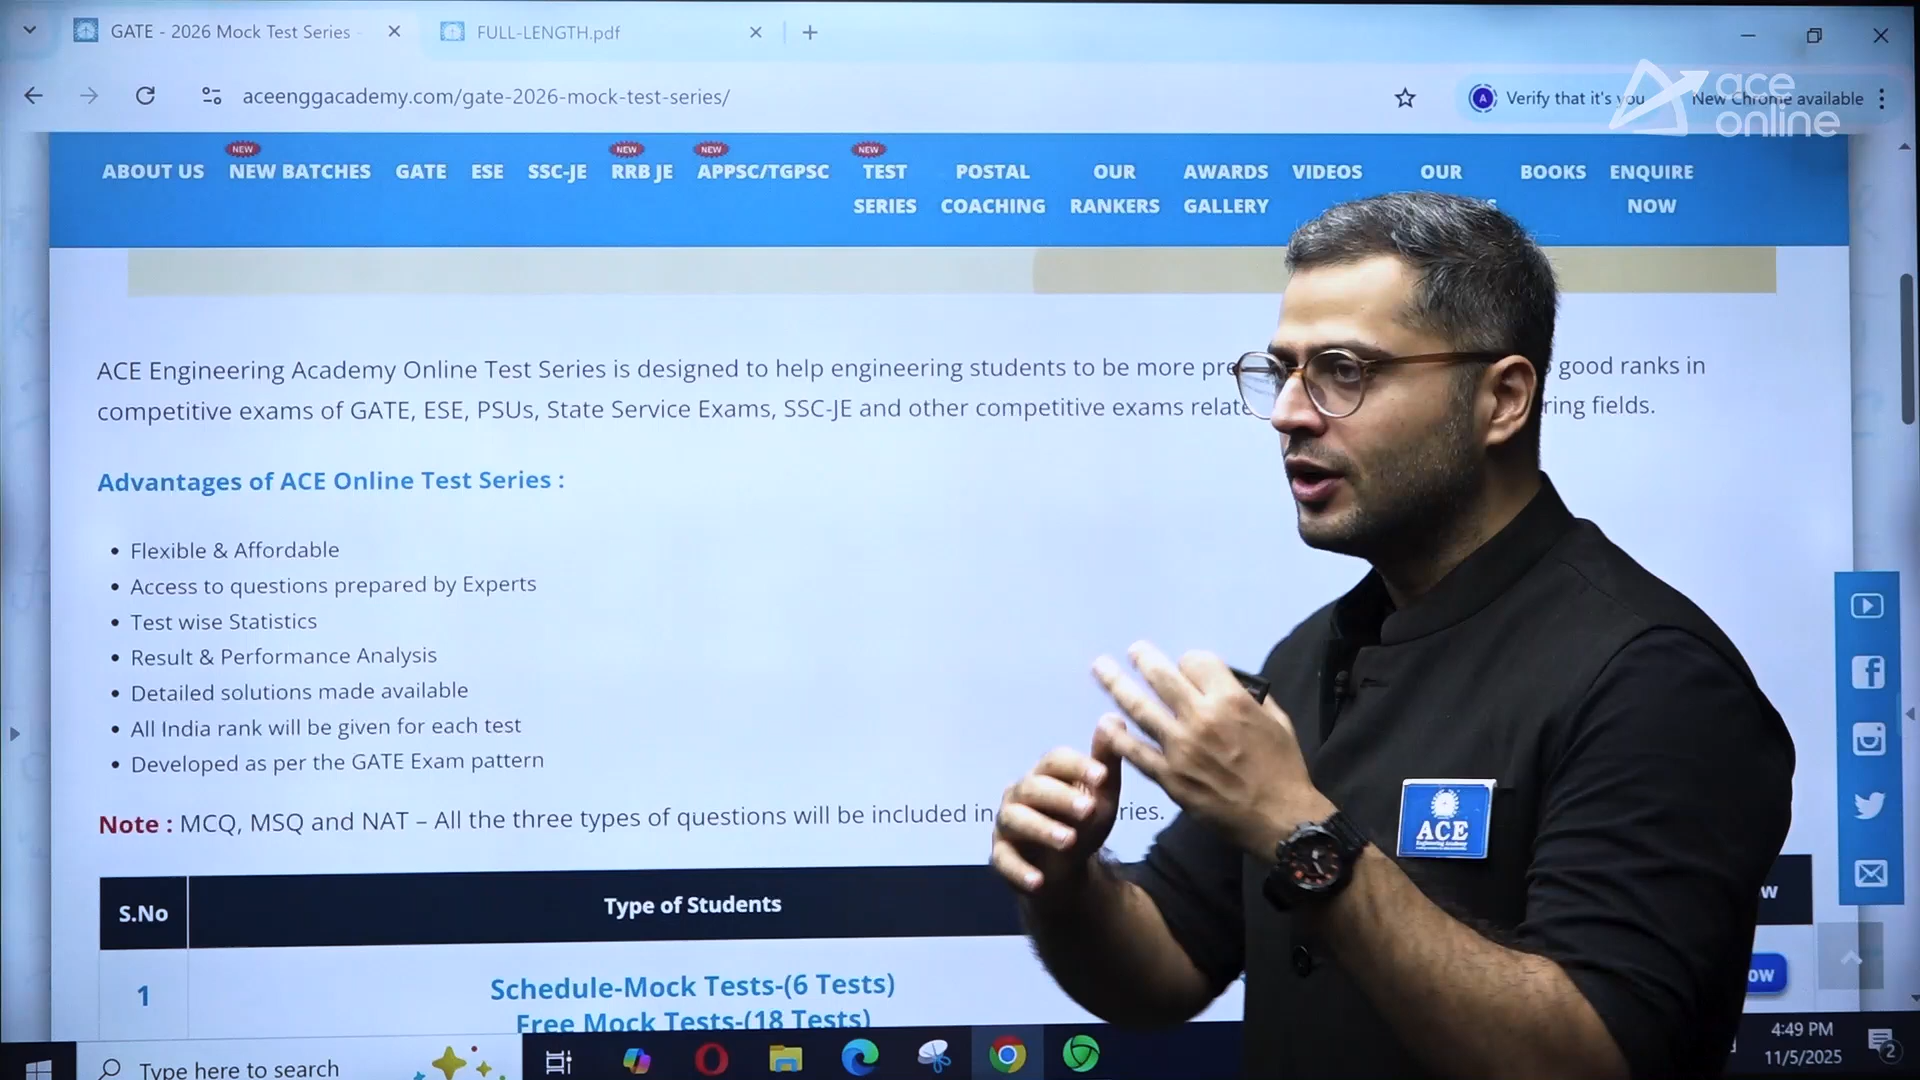 GATE - 2026 Mock Test Series
FULL-LENGTH.pdf
aceenggacademy.com/gate-2026-mock-test-series/
Verify that it's you
New Chrome available
ace
online
NEW
NEW
NEW
NEW
ABOUT US
NEW BATCHES
GATE
ESE
SSC-JE
RRB JE
APPSC/TGPSC
TEST
SERIES
POSTAL
COACHING
OUR
RANKERS
AWARDS
GALLERY
VIDEOS
OUR
BOOKS
ENQUIRE
NOW
ACE Engineering Academy Online Test Series is designed to help engineering students to be more good ranks in
competitive exams of GATE, ESE, PSUs, State Service Exams, SSC-JE and other competitive exams fields.
Advantages of ACE Online Test Series :
• Flexible & Affordable
• Access to questions prepared by Experts
• Test wise Statistics
• Result & Performance Analysis
• Detailed solutions made available
• All India rank will be given for each test
• Developed as per the GATE Exam pattern
Note : MCQ, MSQ and NAT – All the three types of questions will be included in
S.No
Type of Students
1
Schedule-Mock Tests-(6 Tests)
Free Mock Tests-(18 Tests)
ACE
Engineering Academy
Type here to search
4:49 PM
11/5/2025
2